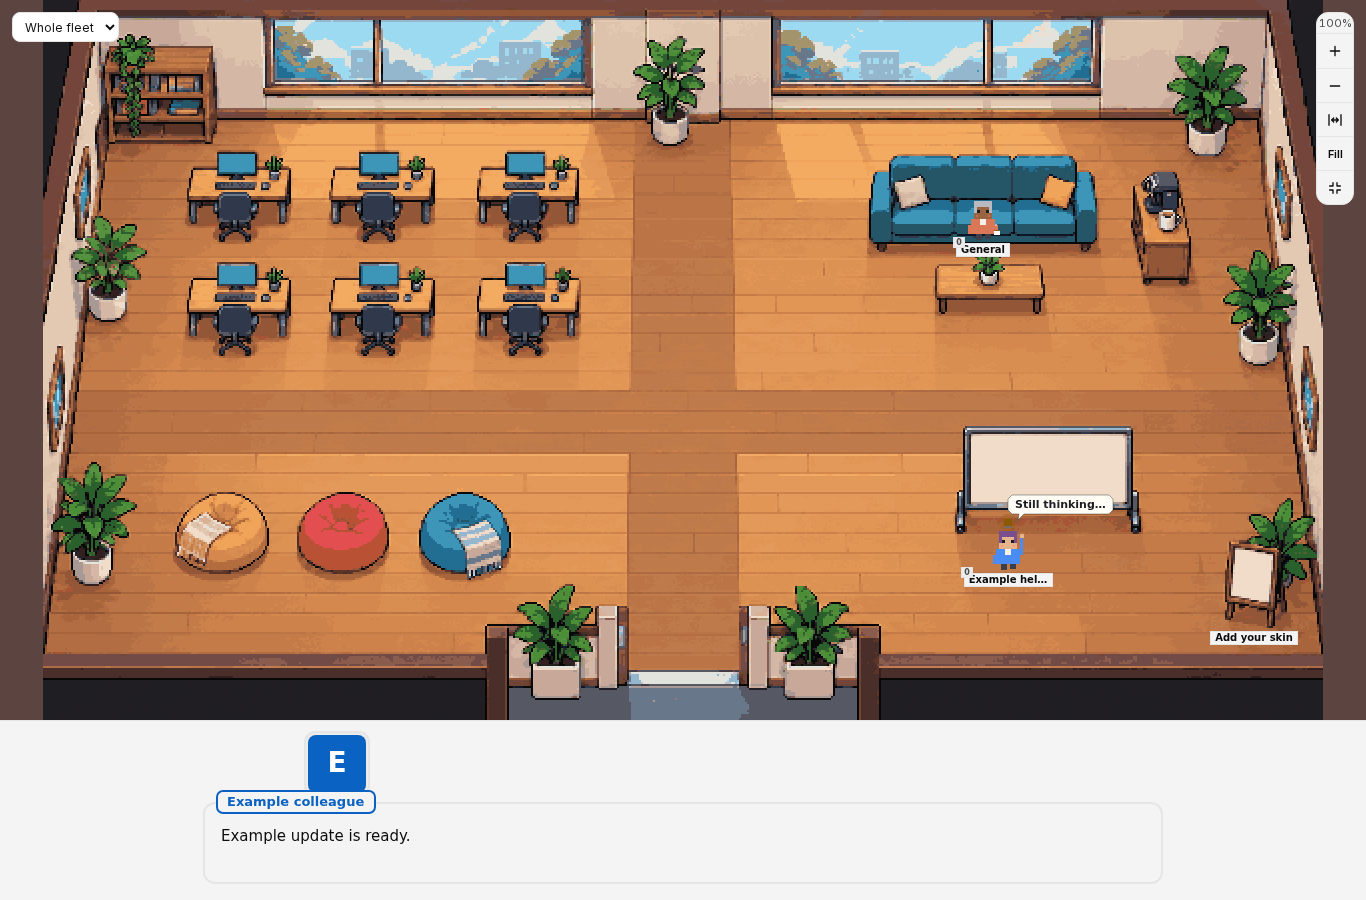 Whole fleet
100%
Fill
0
General
Still thinking...
0
Example hel...
Add your skin
E
Example colleague
Example update is ready.